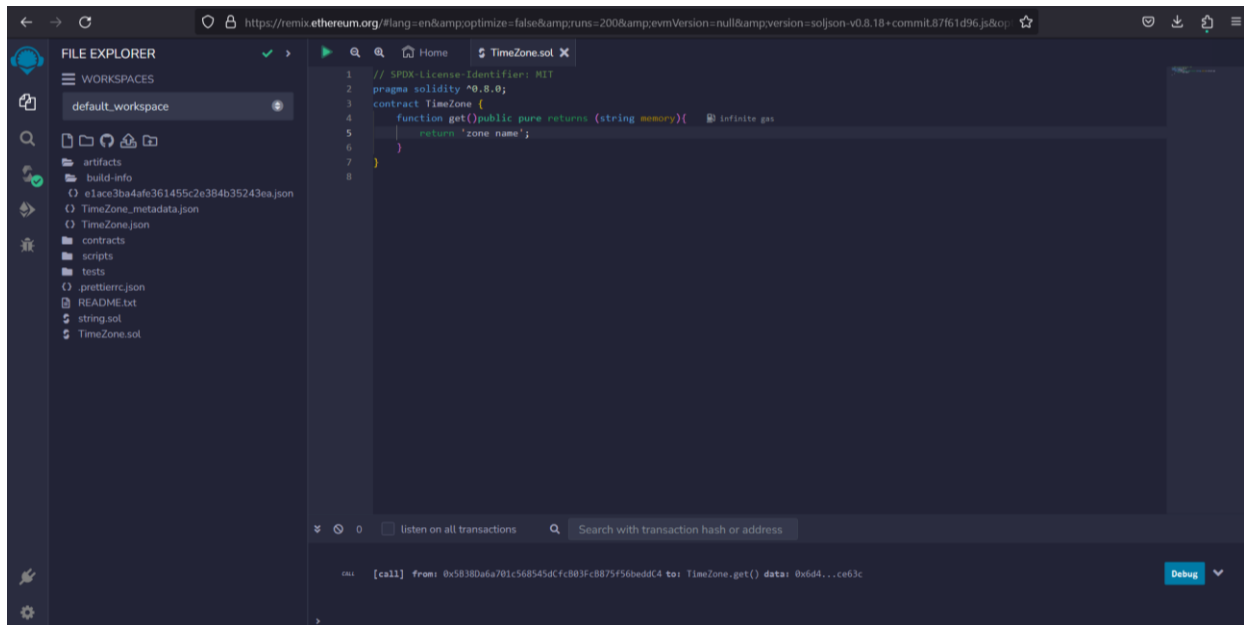 https://remix.ethereum.org/#lang=en&amp;optimize=false&amp;runs=200&amp;evmVersion=null&amp;version=soljson-v0.8.18+commit.87f61d96.js&op
FILE EXPLORER
WORKSPACES
default_workspace
artifacts
build-info
e1ace3ba4afe361455c2e384b35243ea.json
TimeZone_metadata.json
TimeZone.json
contracts
scripts
tests
.prettierrc.json
README.txt
string.sol
TimeZone.sol
Home
TimeZone.sol
1 // SPDX-License-Identifier: MIT
2 pragma solidity ^0.8.0;
3 contract TimeZone {
4 function get()public pure returns (string memory){ infinite gas
5 return 'zone name';
6 }
7 }
8
0 listen on all transactions Search with transaction hash or address
CALL [call] from: 0x5B38Da6a701c568545dCfcB03FcB875f56beddC4 to: TimeZone.get() data: 0x6d4...ce63c Debug
>